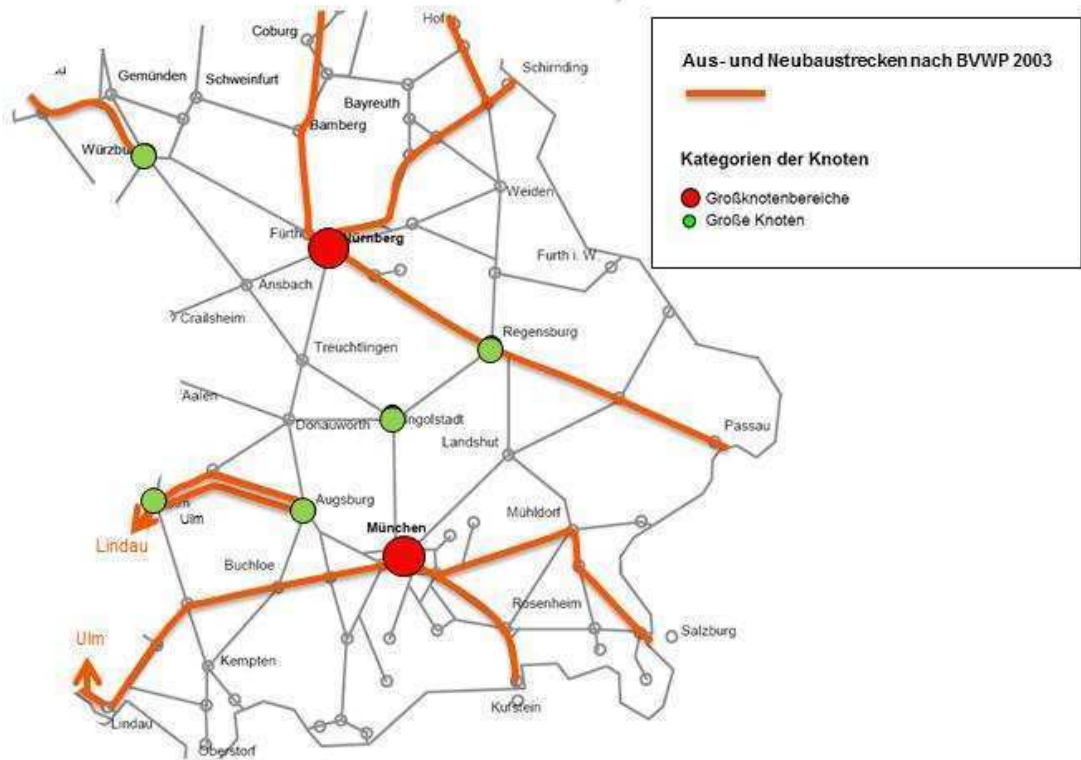 Aus- und Neubaustrecken nach BVWP 2003
Kategorien der Knoten
Großknotenbereiche
Große Knoten
Hof
Coburg
Schirnding
Gemünden
Schweinfurt
Bayreuth
Bamberg
Weiden
Fürth
Nürnberg
Furth i. W
Ansbach
Crailsheim
Regensburg
Treuchtlingen
Aalen
Donauwörth
Ingolstadt
Landshut
Passau
Augsburg
Ulm
Mühldorf
München
Lindau
Buchloe
Rosenheim
Salzburg
Ulm
Kempten
Kufstein
Lindau
Oberstorf